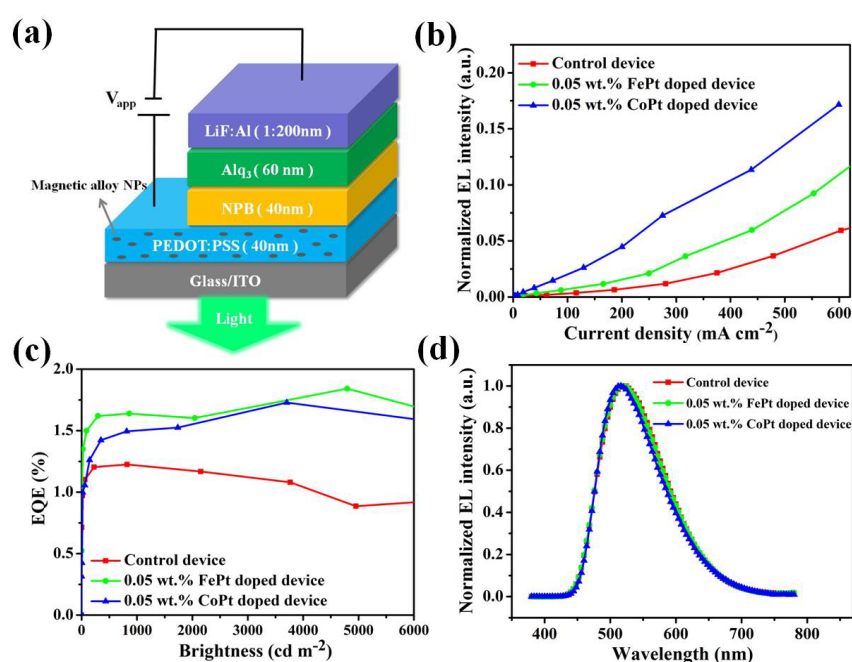 (a)
V_app
LiF:Al ( 1:200nm )
Alq₃ ( 60 nm )
Magnetic alloy NPs
NPB ( 40nm )
PEDOT:PSS ( 40nm )
Glass/ITO
Light
(b)
Normalized EL intensity (a.u.)
0.20
0.15
0.10
0.05
0.00
Control device
0.05 wt.% FePt doped device
0.05 wt.% CoPt doped device
0 100 200 300 400 500 600
Current density (mA cm⁻²)
(c)
EQE (%)
2.0
1.5
1.0
0.5
0.0
Control device
0.05 wt.% FePt doped device
0.05 wt.% CoPt doped device
0 1000 2000 3000 4000 5000 6000
Brightness (cd m⁻²)
(d)
Normalized EL intensity (a.u.)
1.0
0.8
0.6
0.4
0.2
0.0
Control device
0.05 wt.% FePt doped device
0.05 wt.% CoPt doped device
400 500 600 700 800
Wavelength (nm)